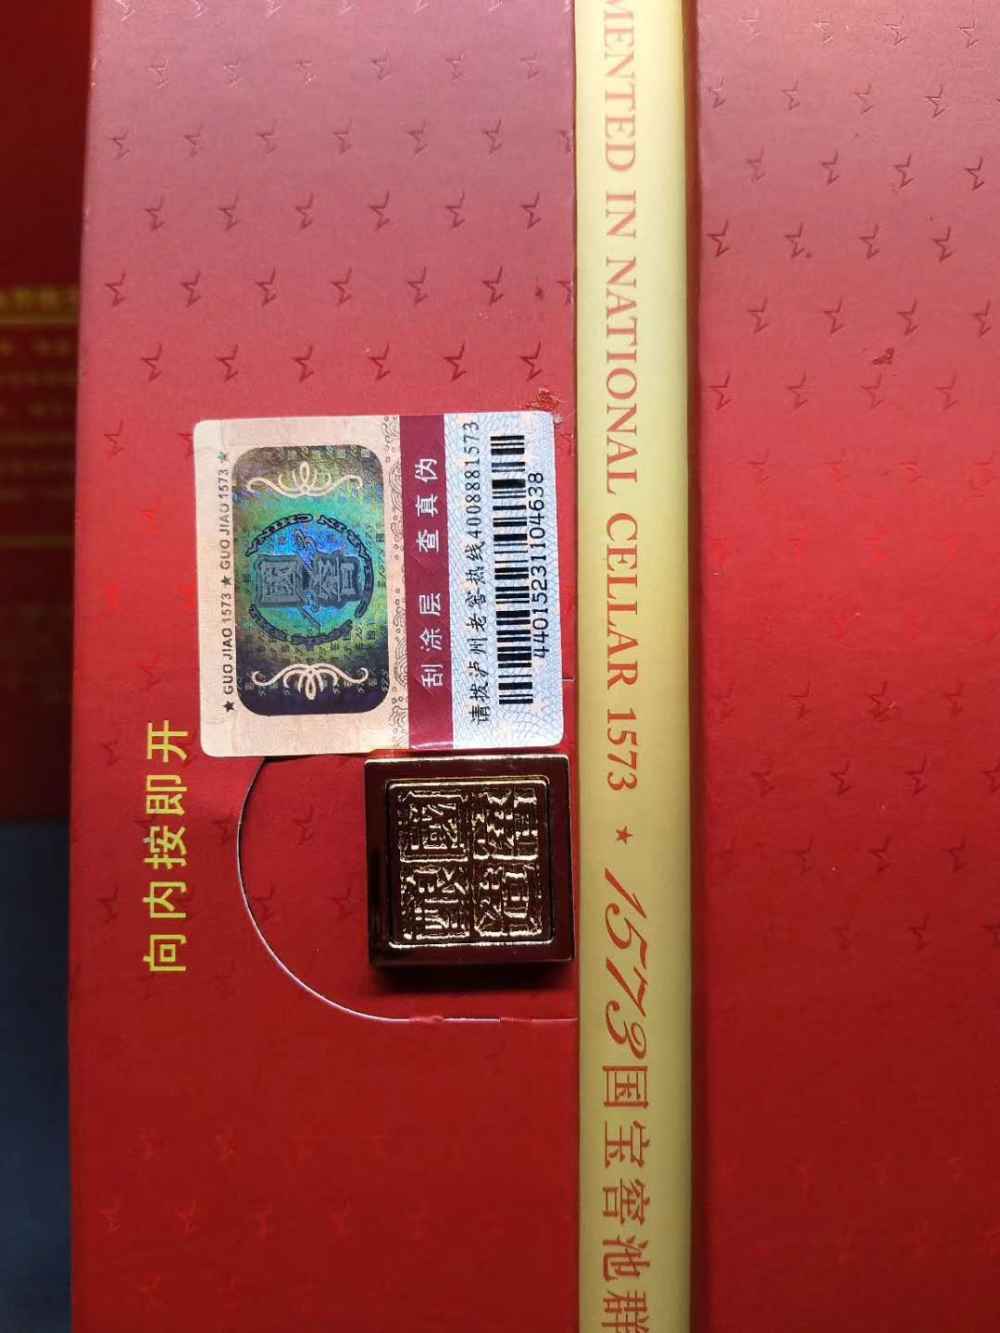 MENTED IN NATIONAL CELLAR 1573 ★ 1573国宝窖池群
★ GUO JIAO 1573 ★ GUO JIAO 1573 ★
國窖
刮涂层 查真伪
请拨泸州老窖热线4008881573
44015231104638
向内按即开